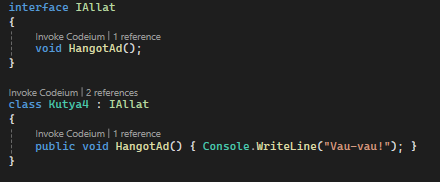 interface IAllat
{
Invoke Codeium | 1 reference
void HangotAd();
}
Invoke Codeium | 2 references
class Kutya4 : IAllat
{
Invoke Codeium | 1 reference
public void HangotAd() { Console.WriteLine("Vau-vau!"); }
}